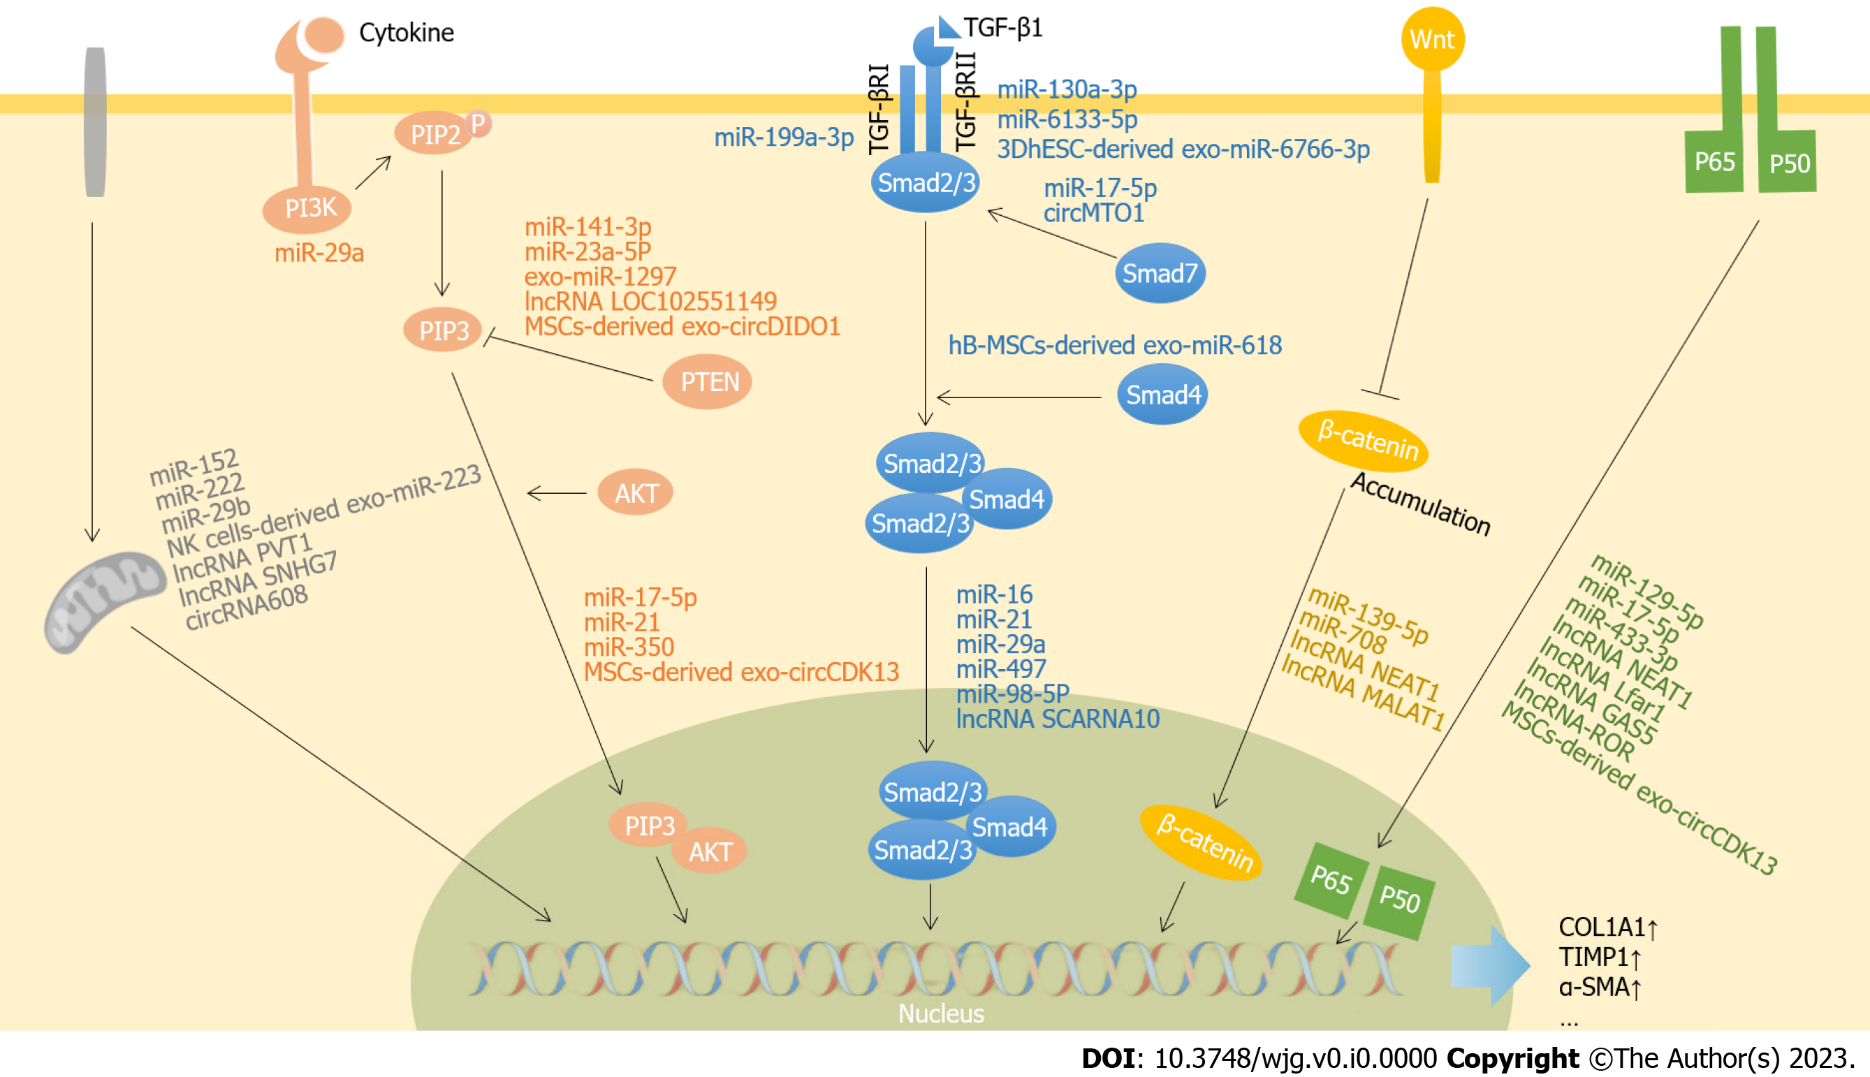 Cytokine
PIP2
P
PI3K
miR-29a
miR-141-3p
miR-23a-5P
exo-miR-1297
lncRNA LOC102551149
MSCs-derived exo-circDIDO1
PIP3
PTEN
AKT
miR-152
miR-222
miR-29b
NK cells-derived exo-miR-223
lncRNA PVT1
lncRNA SNHG7
circRNA608
miR-17-5p
miR-21
miR-350
MSCs-derived exo-circCDK13
PIP3
AKT
TGF-β1
TGF-βRI
TGF-βRII
miR-199a-3p
miR-130a-3p
miR-6133-5p
3DhESC-derived exo-miR-6766-3p
Smad2/3
miR-17-5p
circMTO1
Smad7
hB-MSCs-derived exo-miR-618
Smad4
Smad2/3
Smad4
Smad2/3
miR-16
miR-21
miR-29a
miR-497
miR-98-5P
lncRNA SCARNA10
Smad2/3
Smad4
Smad2/3
Wnt
β-catenin
Accumulation
miR-139-5p
miR-708
lncRNA NEAT1
lncRNA MALAT1
β-catenin
P65
P50
miR-129-5p
miR-17-5p
miR-433-3p
lncRNA NEAT1
lncRNA Lfar1
lncRNA GAS5
lncRNA-ROR
MSCs-derived exo-circCDK13
P65
P50
Nucleus
COL1A1↑
TIMP1↑
α-SMA↑
...
DOI: 10.3748/wjg.v0.i0.0000 Copyright ©The Author(s) 2023.